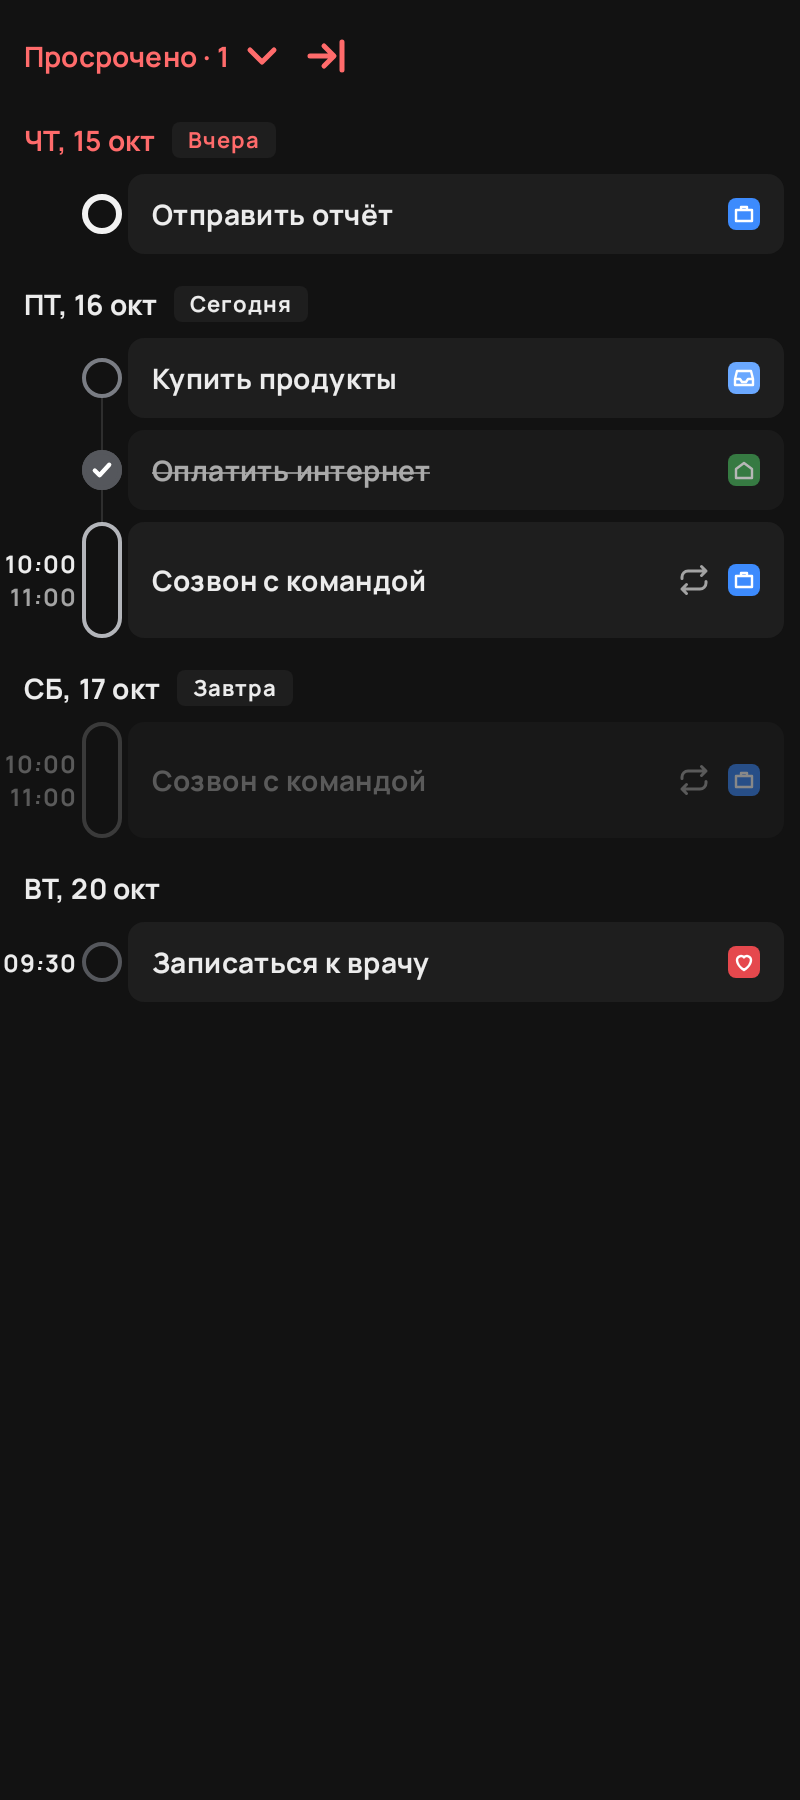 Просрочено · 1
ЧТ, 15 окт Вчера
Отправить отчёт
ПТ, 16 окт Сегодня
Купить продукты
Оплатить интернет
10:00
11:00
Созвон с командой
СБ, 17 окт Завтра
10:00
11:00
Созвон с командой
ВТ, 20 окт
09:30 Записаться к врачу